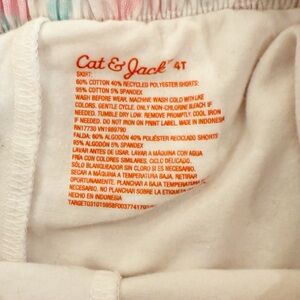 Cat & Jack 4T
SKIRT:
60% COTTON 40% RECYCLED POLYESTER SHORTS:
95% COTTON 5% SPANDEX
WASH BEFORE WEAR. MACHINE WASH COLD WITH LIKE
COLORS. GENTLE CYCLE. ONLY NON-CHLORINE BLEACH IF
NEEDED. TUMBLE DRY LOW. REMOVE PROMPTLY. COOL IRON
IF NEEDED. DO NOT IRON ON PRINT LABEL. MADE IN INDONESIA
RN17730 VN1989790
FALDA: 60% ALGODÓN 40% POLIÉSTER RECICLADO SHORTS:
95% ALGODÓN 5% SPANDEX
LAVAR ANTES DE USAR. LAVAR A MÁQUINA CON AGUA
FRÍA CON COLORES SIMILARES. CICLO DELICADO.
SÓLO BLANQUEADOR SIN CLORO SI ES NECESARIO.
SECAR A MÁQUINA A TEMPERATURA BAJA. RETIRAR
OPORTUNAMENTE. PLANCHAR A BAJA TEMPERATURA
NECESARIO. NO PLANCHAR LA ETIQUETA
HECHO EN INDONESIA